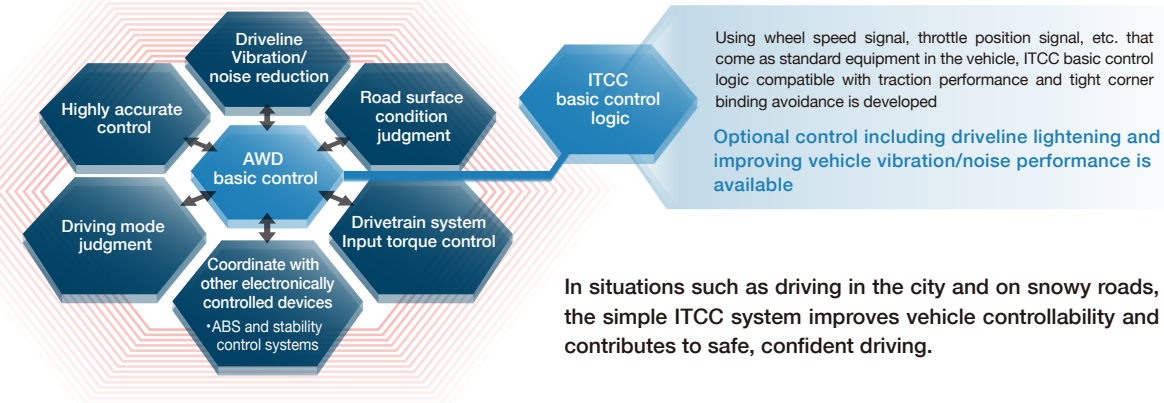 Driveline
Vibration/
noise reduction
Highly accurate
control
Road surface
condition
judgment
AWD
basic control
Driving mode
judgment
Drivetrain system
Input torque control
Coordinate with
other electronically
controlled devices
・ABS and stability
control systems
ITCC
basic control
logic
Using wheel speed signal, throttle position signal, etc. that
come as standard equipment in the vehicle, ITCC basic control
logic compatible with traction performance and tight corner
binding avoidance is developed
Optional control including driveline lightening and
improving vehicle vibration/noise performance is
available
In situations such as driving in the city and on snowy roads,
the simple ITCC system improves vehicle controllability and
contributes to safe, confident driving.